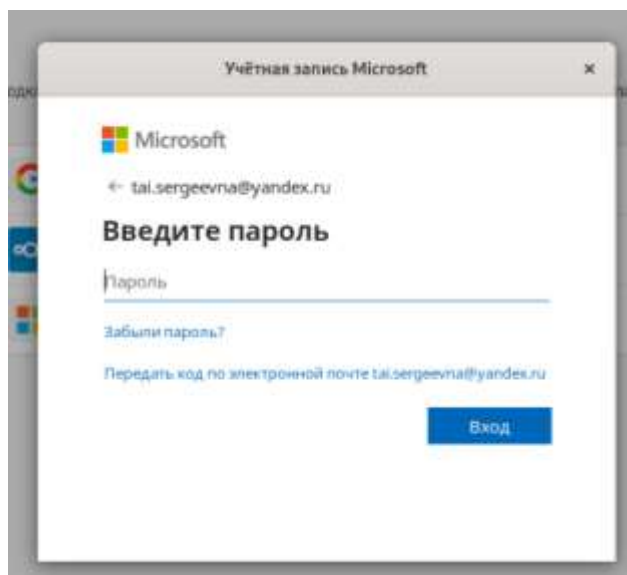 Учётная запись Microsoft
Microsoft
← tai.sergeevna@yandex.ru
Введите пароль
Пароль
Забыли пароль?
Передать код по электронной почте tai.sergeevna@yandex.ru
Вход